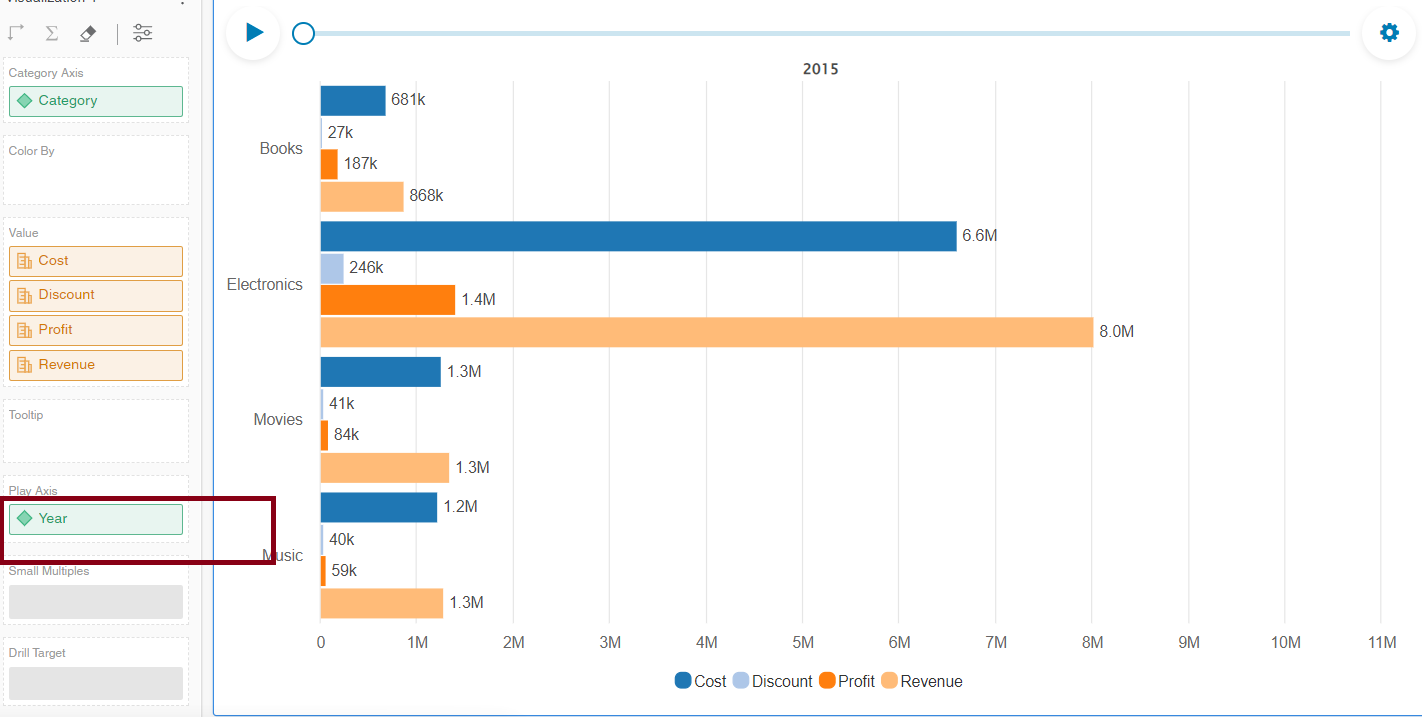 Visualization 1
Category Axis
Category
Color By
Value
Cost
Discount
Profit
Revenue
Tooltip
Play Axis
Year
Small Multiples
Drill Target
2015
Books
681k
27k
187k
868k
Electronics
6.6M
246k
1.4M
8.0M
Movies
1.3M
41k
84k
1.3M
Music
1.2M
40k
59k
1.3M
0 1M 2M 3M 4M 5M 6M 7M 8M 9M 10M 11M
Cost Discount Profit Revenue